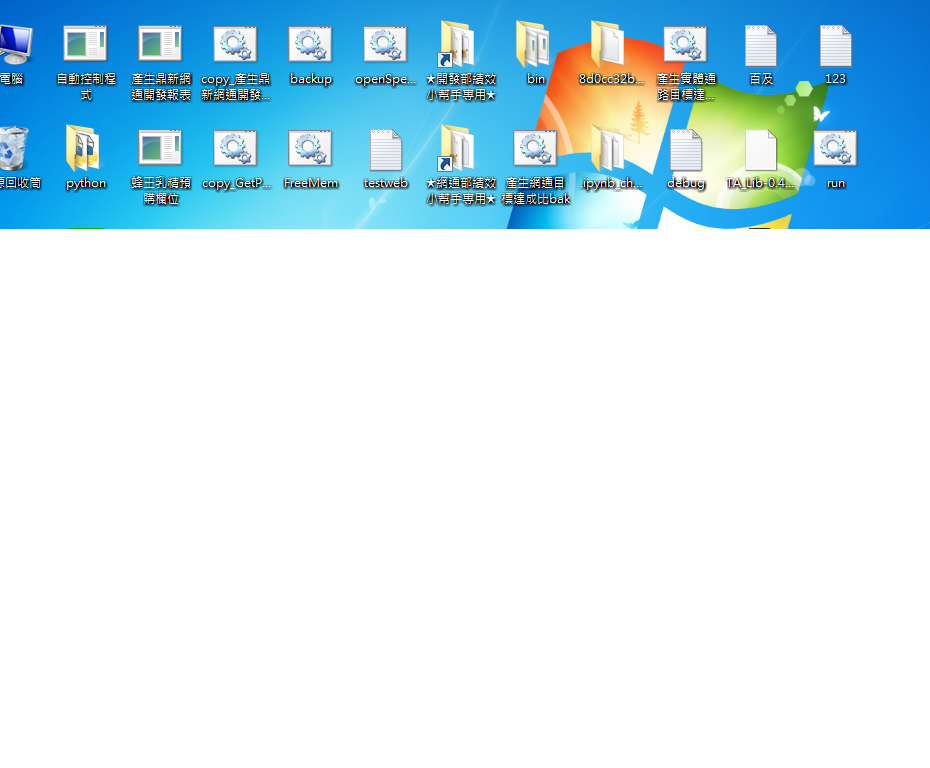 電腦
自動控制程
式
產生鼎新網
通開發報表
copy_產生鼎
新網通開發...
backup
openSpe...
★開發部績效
小幫手專用★
bin
8d0cc32b...
產生實體通
路目標達...
百及
123
原回收筒
python
蜂王乳精預
購欄位
copy_GetP...
FreeMem
testweb
★網通部績效
小幫手專用★
產生網通目
標達成比bak
.ipynb_ch...
debug
TA_Lib-0.4...
run